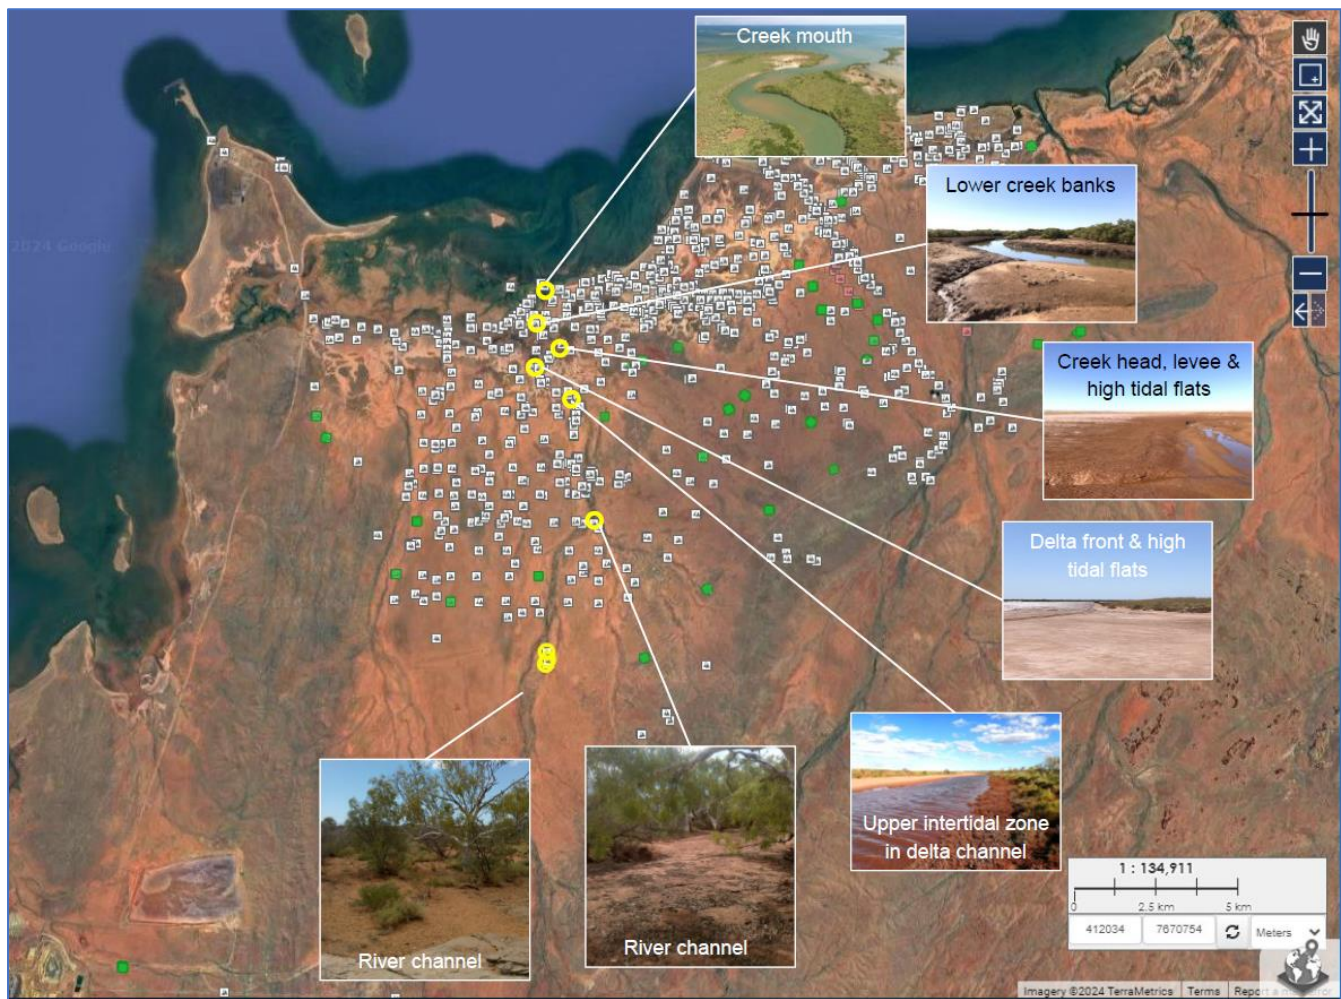 Creek mouth
Lower creek banks
2024 Google
Creek head, levee &
high tidal flats
Delta front & high
tidal flats
Upper intertidal zone
in delta channel
River channel
River channel
1 : 134,911
0 2.5 km 5 km
412034 7670754 Meters
Imagery ©2024 TerraMetrics Terms Report a